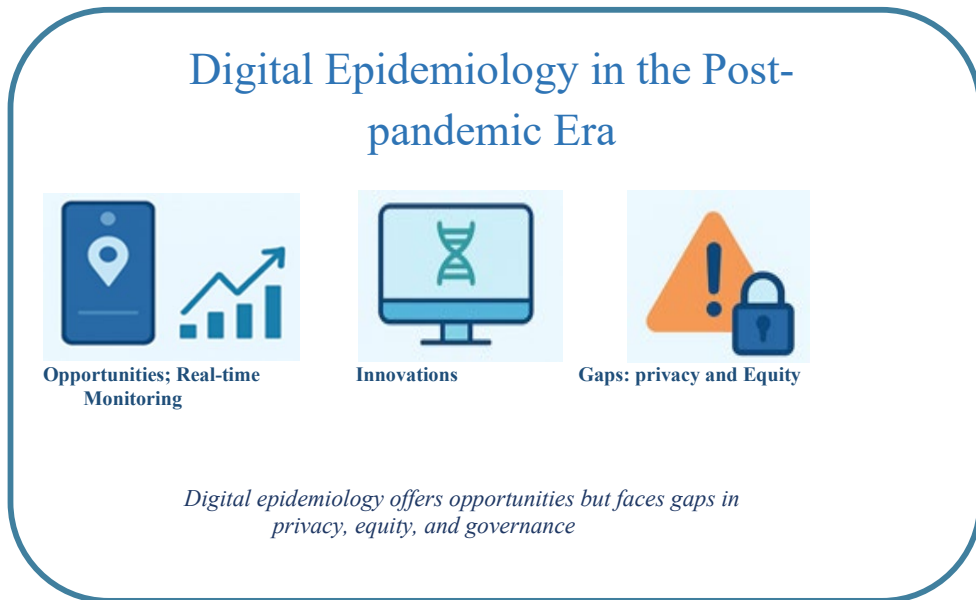 Digital Epidemiology in the Post-
pandemic Era
Opportunities; Real-time
Monitoring
Innovations
Gaps: privacy and Equity
Digital epidemiology offers opportunities but faces gaps in
privacy, equity, and governance